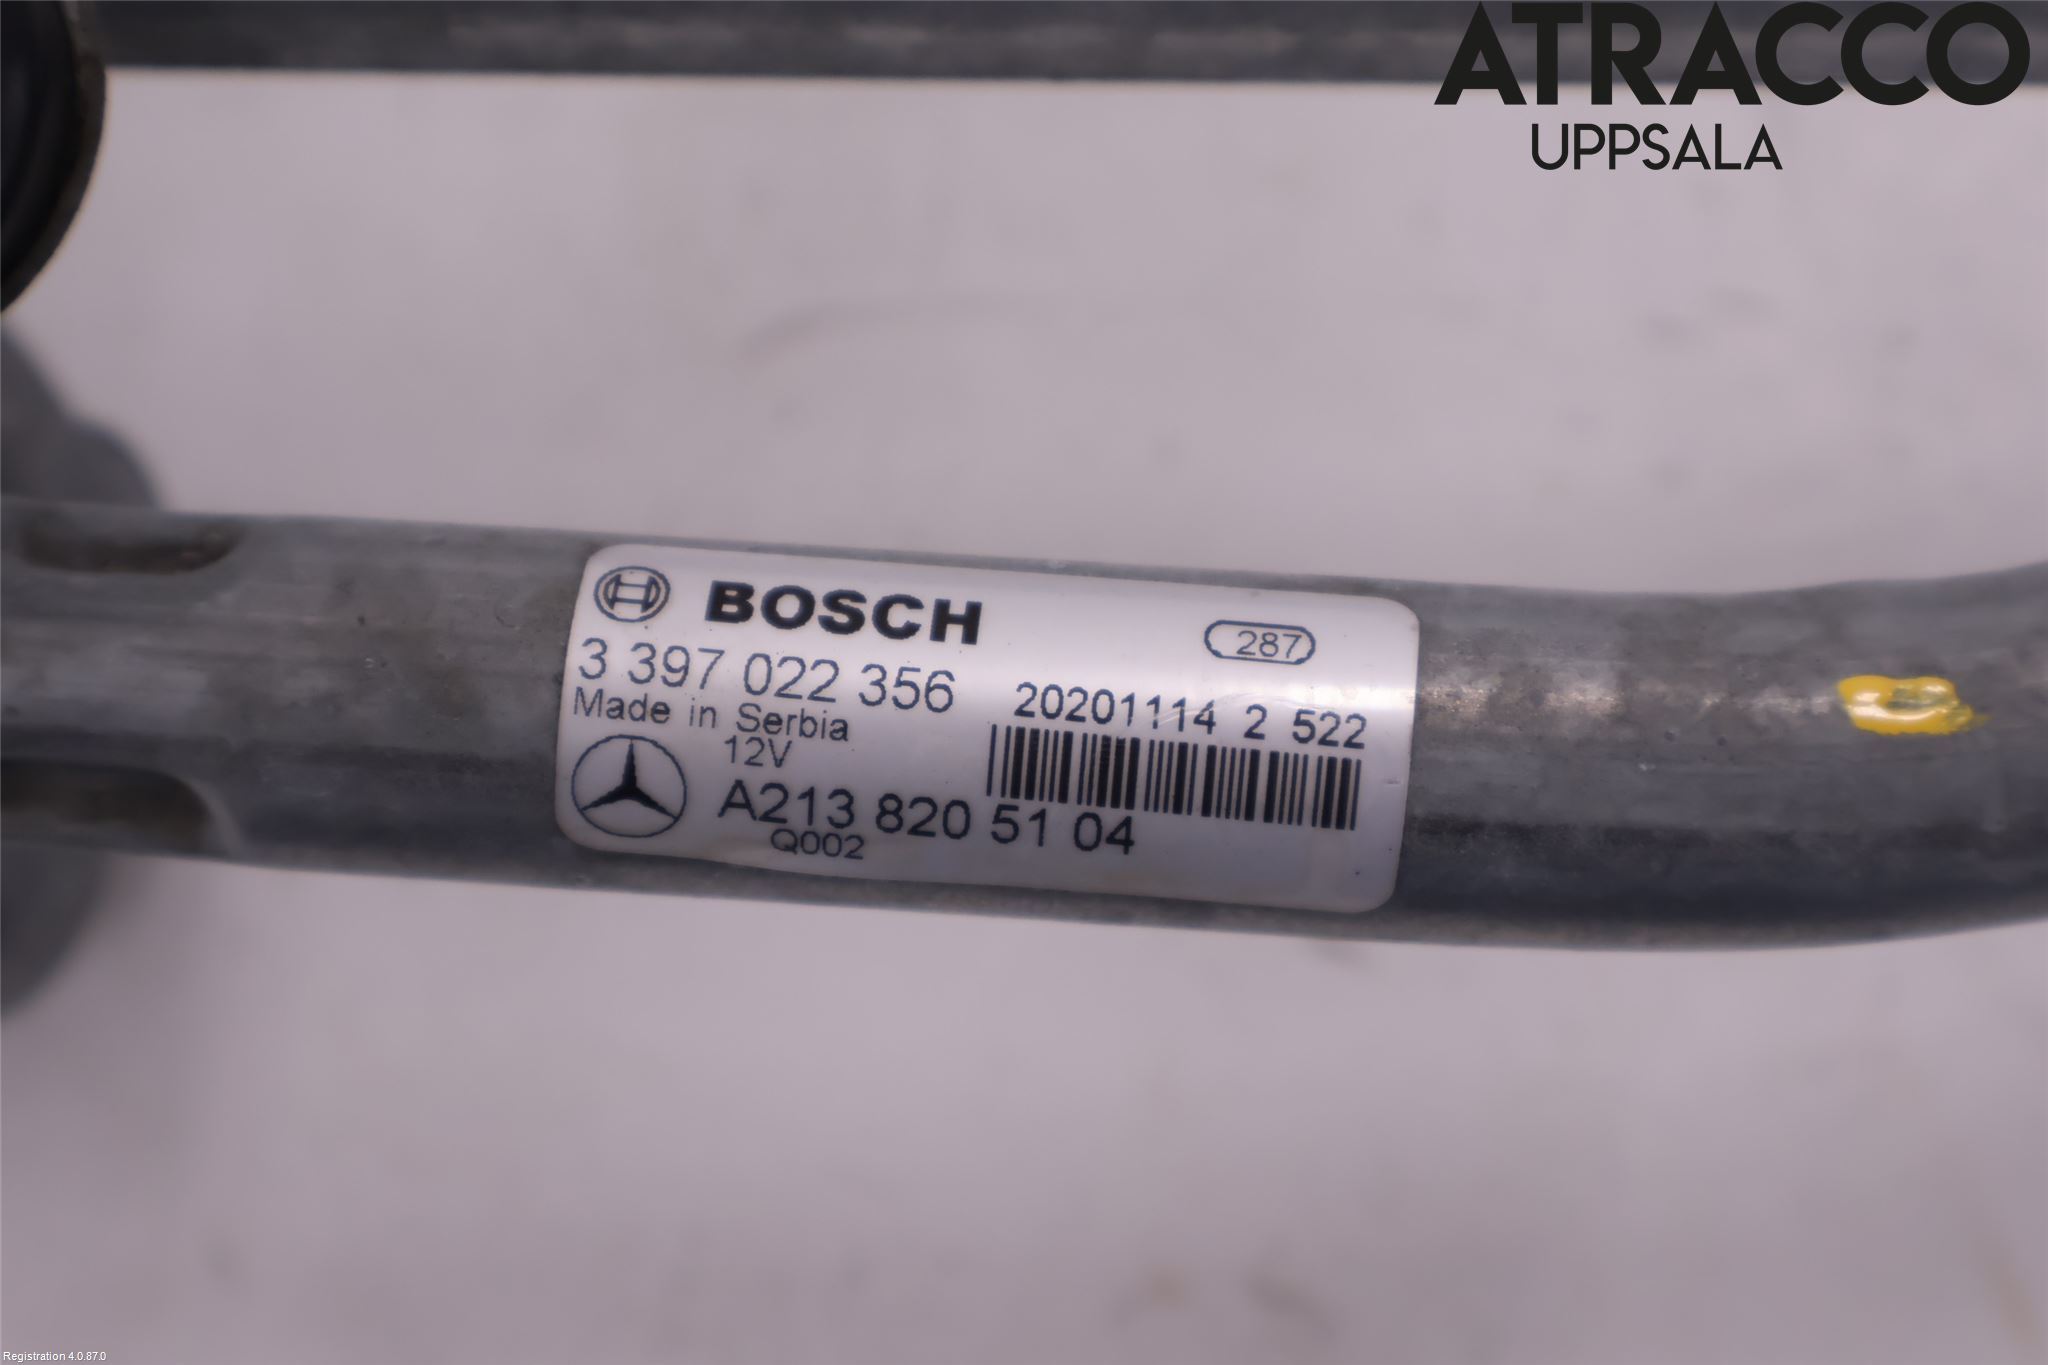 ATRACCO
UPPSALA
BOSCH
287
3 397 022 356
20201114 2 522
Made in Serbia
12V
A213 820 51 04
Q002
Registration 4.0.87.0